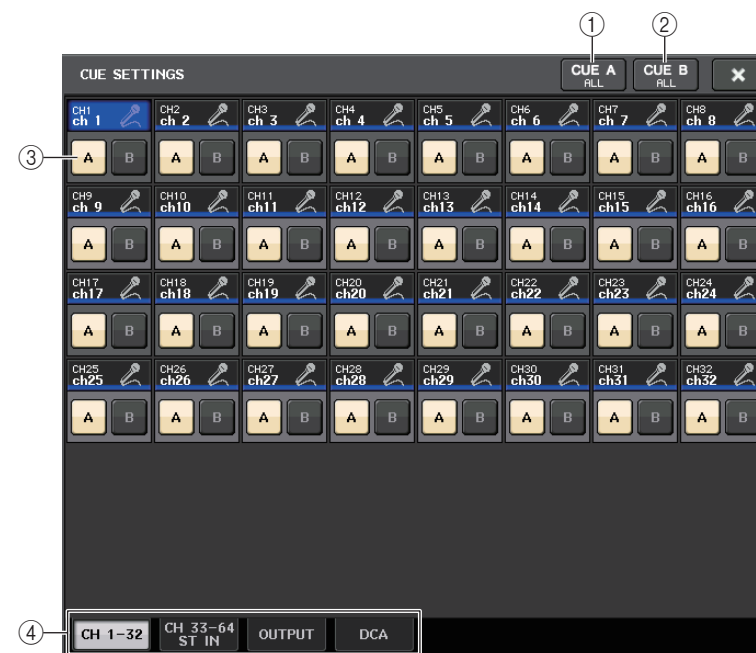 ① ②
CUE SETTINGS CUE A ALL CUE B ALL ×
CH1 CH2 CH3 CH4 CH5 CH6 CH7 CH8
ch 1 ch 2 ch 3 ch 4 ch 5 ch 6 ch 7 ch 8
③ A B A B A B A B A B A B A B A B
CH9 CH10 CH11 CH12 CH13 CH14 CH15 CH16
ch 9 ch10 ch11 ch12 ch13 ch14 ch15 ch16
A B A B A B A B A B A B A B A B
CH17 CH18 CH19 CH20 CH21 CH22 CH23 CH24
ch17 ch18 ch19 ch20 ch21 ch22 ch23 ch24
A B A B A B A B A B A B A B A B
CH25 CH26 CH27 CH28 CH29 CH30 CH31 CH32
ch25 ch26 ch27 ch28 ch29 ch30 ch31 ch32
A B A B A B A B A B A B A B A B
④ CH 1-32 CH 33-64 ST IN OUTPUT DCA